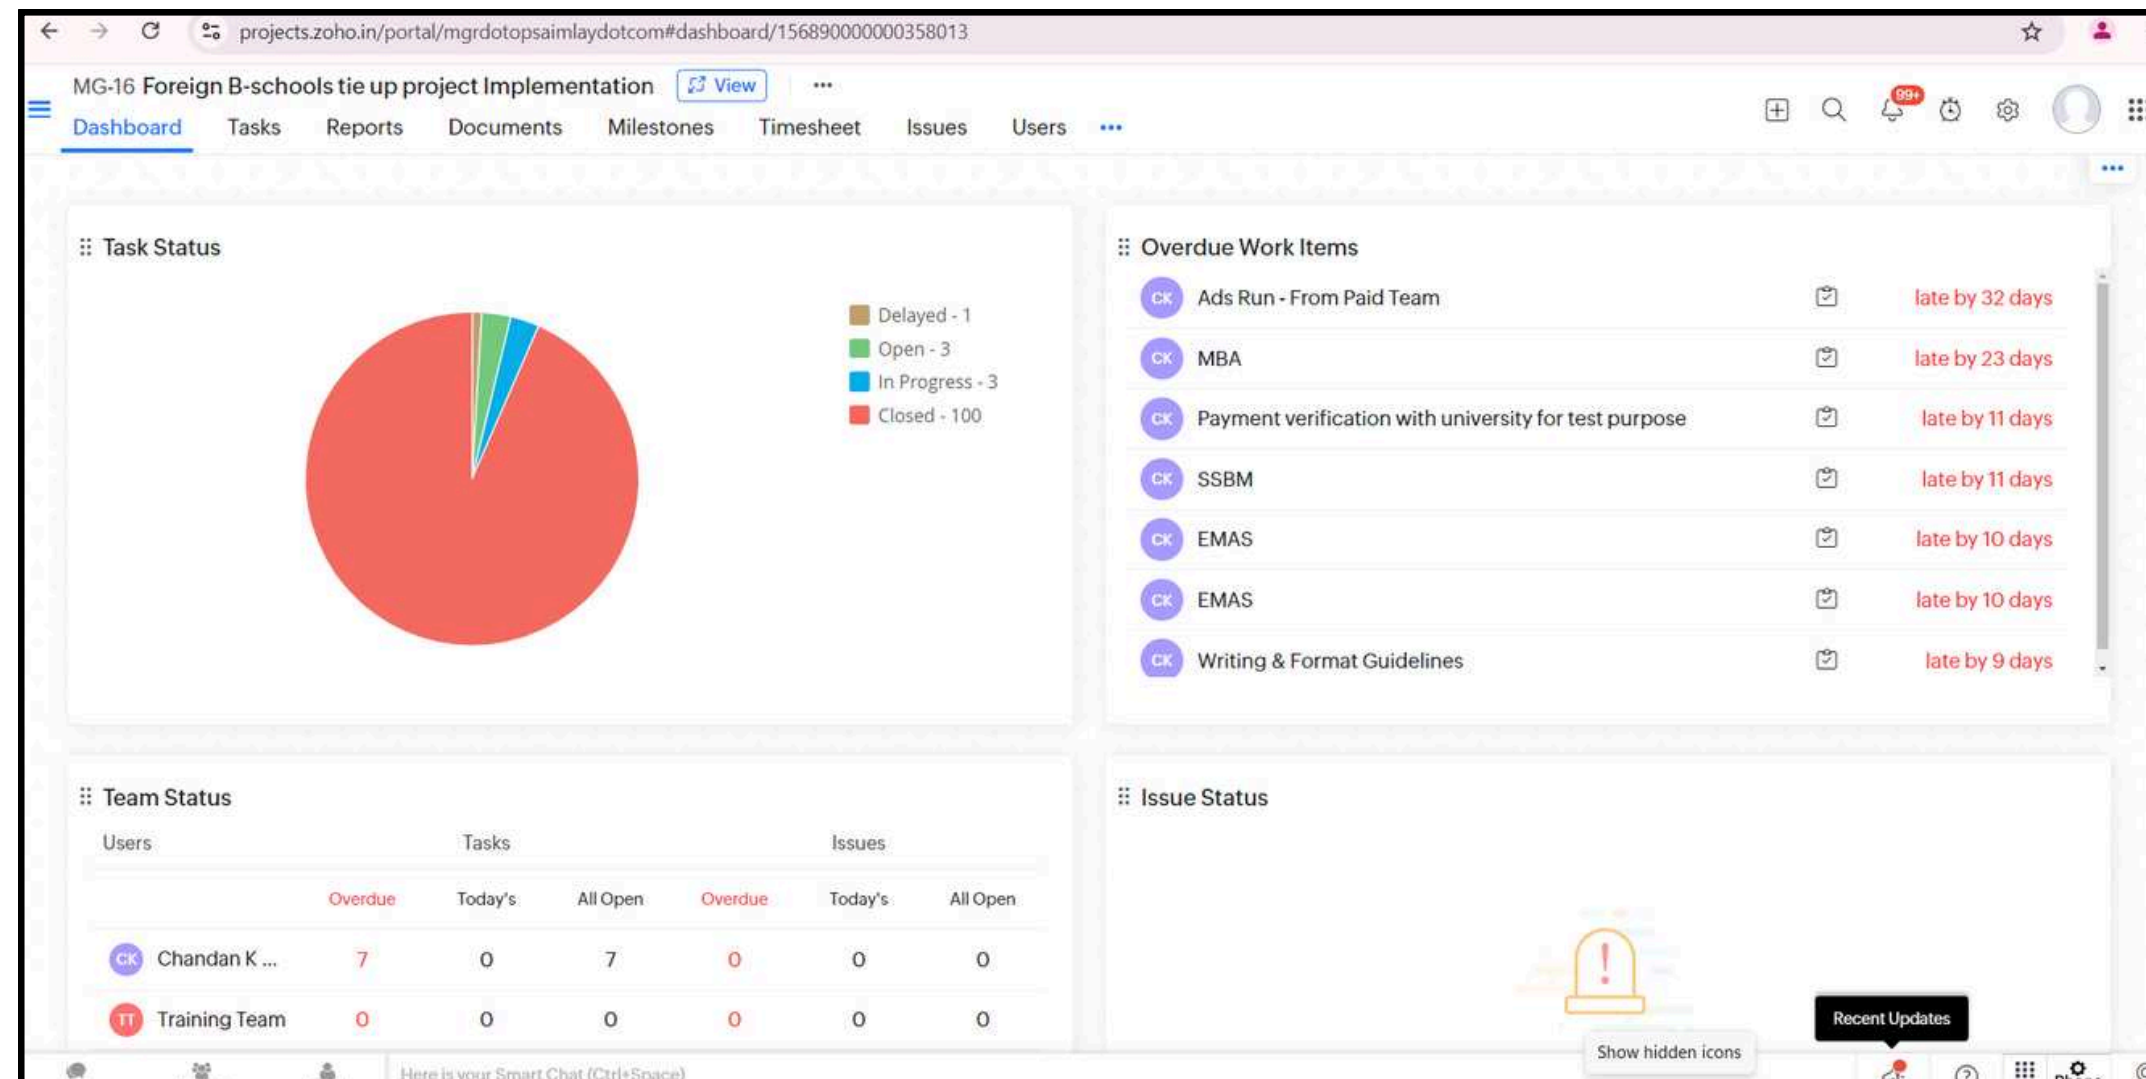 projects.zoho.in/portal/mgrdotopsaimlaydotcom#dashboard/156890000000358013
MG-16 Foreign B-schools tie up project Implementation View ...
99+
Dashboard Tasks Reports Documents Milestones Timesheet Issues Users ...
Task Status
Delayed - 1
Open - 3
In Progress - 3
Closed - 100
Overdue Work Items
CK Ads Run - From Paid Team late by 32 days
CK MBA late by 23 days
CK Payment verification with university for test purpose late by 11 days
CK SSBM late by 11 days
CK EMAS late by 10 days
CK EMAS late by 10 days
CK Writing & Format Guidelines late by 9 days
Team Status
Users Tasks Issues
Overdue Today's All Open Overdue Today's All Open
CK Chandan K ... 7 0 7 0 0 0
TT Training Team 0 0 0 0 0 0
Issue Status
Recent Updates
Show hidden icons
Here is your Smart Chat (Ctrl+Space)